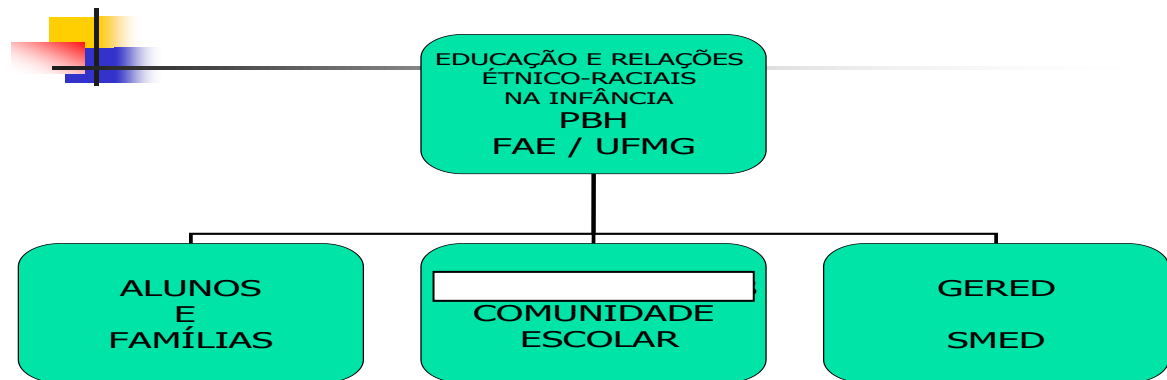 EDUCAÇÃO E RELAÇÕES
ÉTNICO-RACIAIS
NA INFÂNCIA
PBH
FAE / UFMG
ALUNOS
E
FAMÍLIAS
COMUNIDADE
ESCOLAR
GERED
SMED